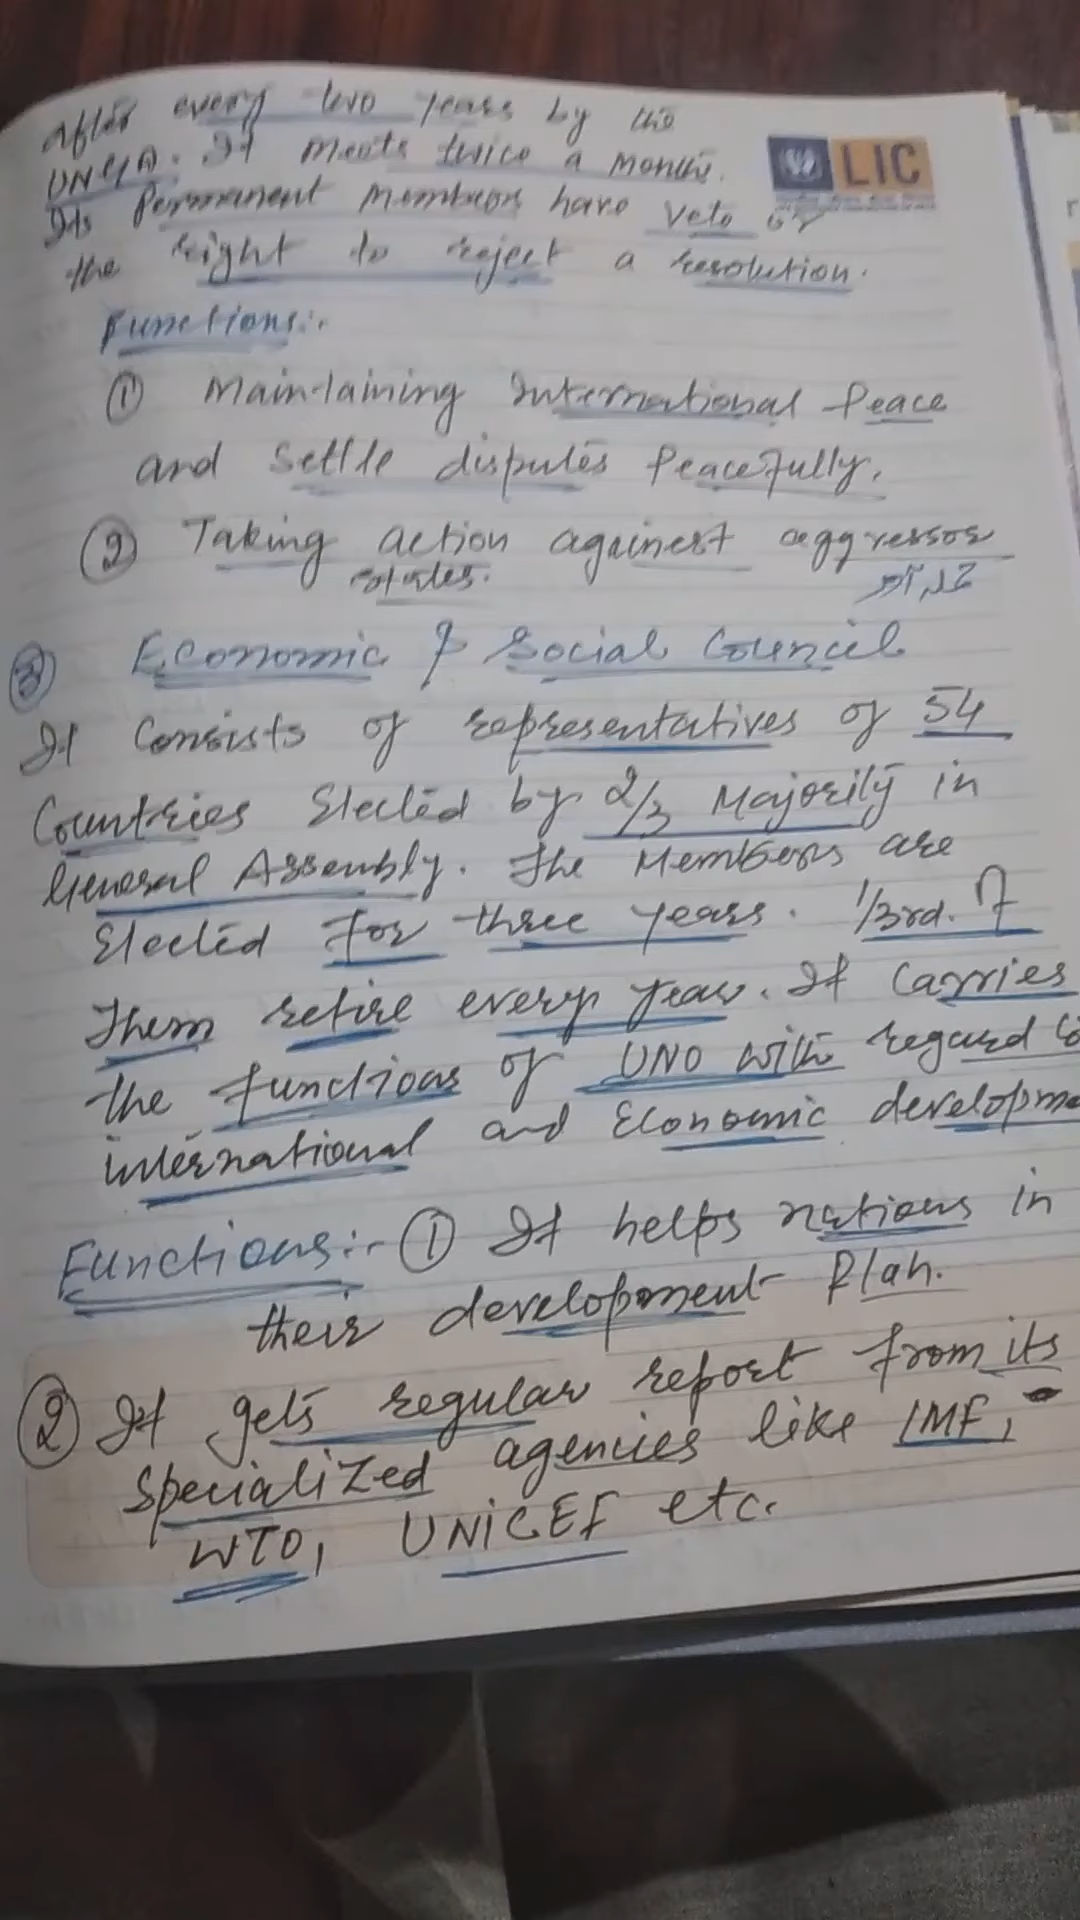 After every two years by the
UNGA. It meets twice a month.
LIC
Its Permanent Members have veto or
the right to reject a resolution.
Functions:-
① Maintaining International Peace
and settle disputes Peacefully.
② Taking action against aggressor
states.
③ Economic & Social Council
It Consists of representatives of 54
Countries Elected by 2/3 Majority in
General Assembly. The Members are
Elected For three years. 1/3rd. of
Them retire every year. It carries
the functions of UNO with regard to
international and Economic developme
Functions:- ① It helps nations in
their development Plan.
② It gets regular report from its
Specialized agencies like IMF,
WTO, UNICEF etc.